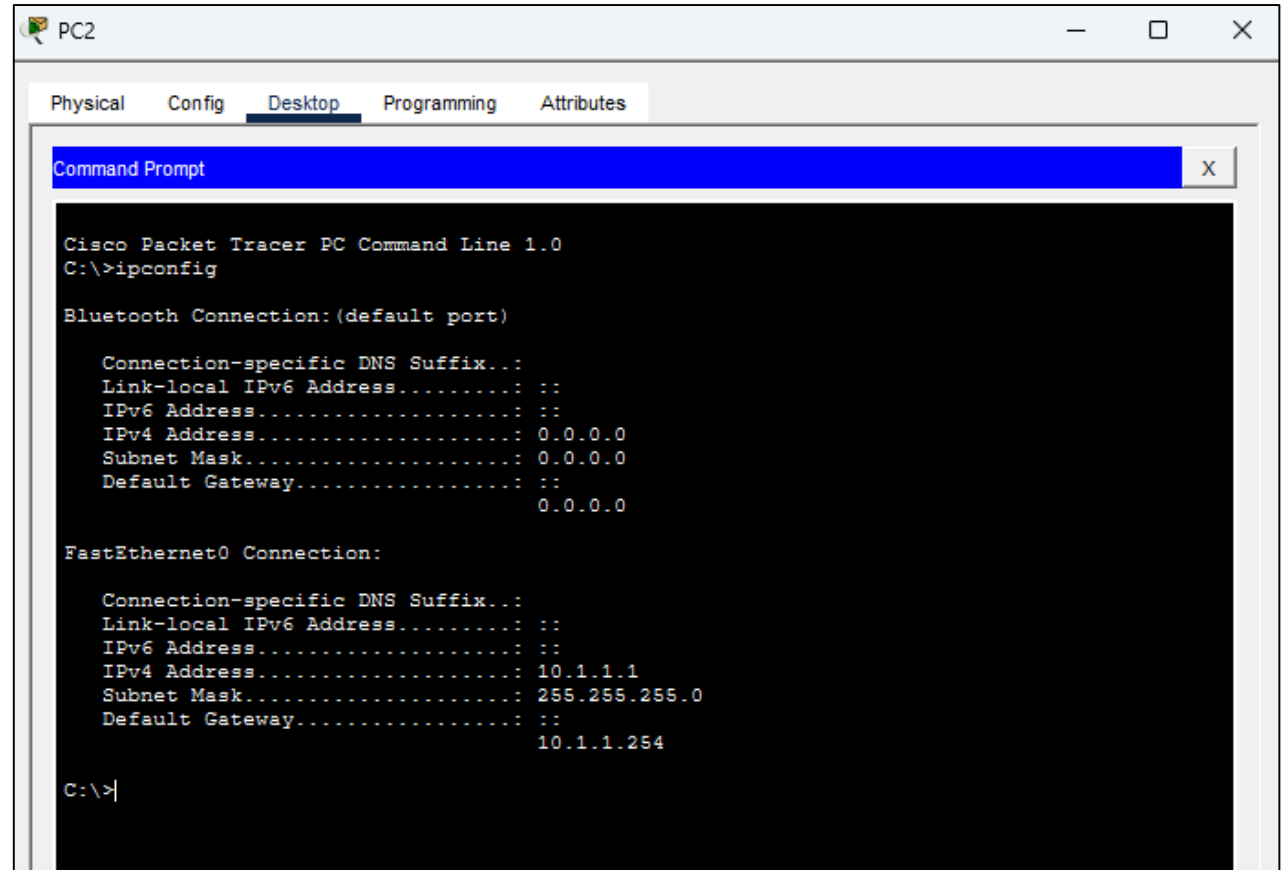 PC2
Physical Config Desktop Programming Attributes
Command Prompt
X
Cisco Packet Tracer PC Command Line 1.0
C:\>ipconfig
Bluetooth Connection:(default port)
Connection-specific DNS Suffix..:
Link-local IPv6 Address.........: ::
IPv6 Address....................: ::
IPv4 Address....................: 0.0.0.0
Subnet Mask.....................: 0.0.0.0
Default Gateway.................: ::
0.0.0.0
FastEthernet0 Connection:
Connection-specific DNS Suffix..:
Link-local IPv6 Address.........: ::
IPv6 Address....................: ::
IPv4 Address....................: 10.1.1.1
Subnet Mask.....................: 255.255.255.0
Default Gateway.................: ::
10.1.1.254
C:\>